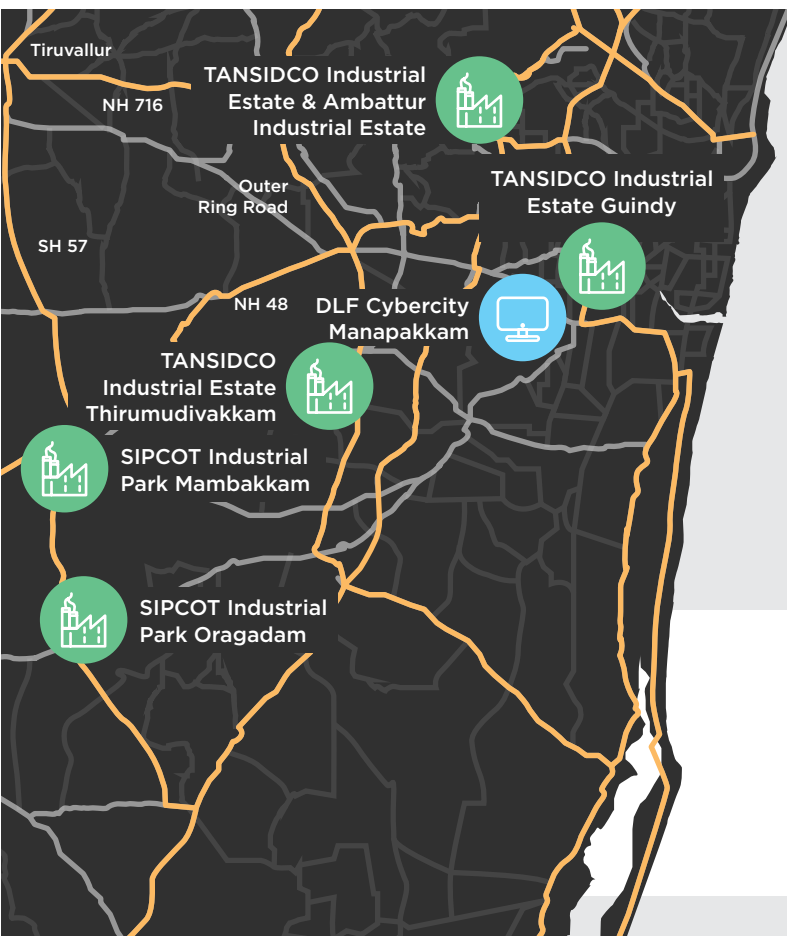 Tiruvallur
NH 716
TANSIDCO Industrial
Estate & Ambattur
Industrial Estate
TANSIDCO Industrial
Estate Guindy
Outer
Ring Road
SH 57
NH 48
DLF Cybercity
Manapakkam
TANSIDCO
Industrial Estate
Thirumudivakkam
SIPCOT Industrial
Park Mambakkam
SIPCOT Industrial
Park Oragadam